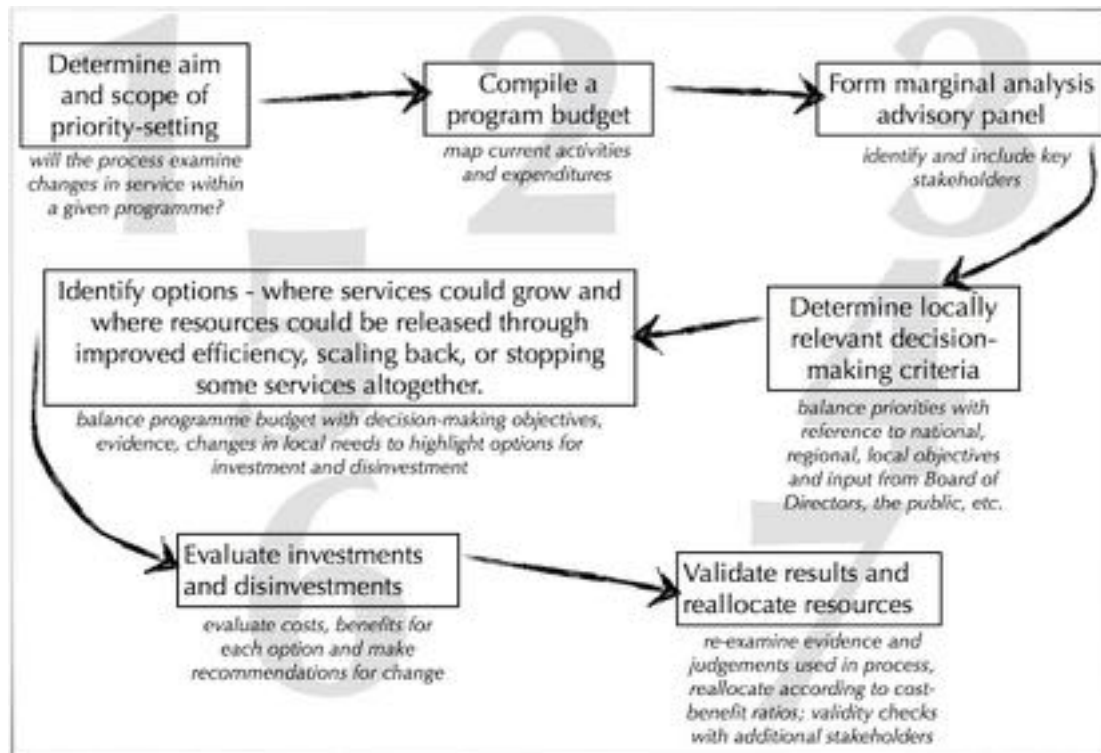 1
Determine aim
and scope of
priority-setting
will the process examine
changes in service within
a given programme?
2
Compile a
program budget
map current activities
and expenditures
3
Form marginal analysis
advisory panel
identify and include key
stakeholders
4
Determine locally
relevant decision-
making criteria
balance priorities with
reference to national,
regional, local objectives
and input from Board of
Directors, the public, etc.
5
Identify options - where services could grow and
where resources could be released through
improved efficiency, scaling back, or stopping
some services altogether.
balance programme budget with decision-making objectives,
evidence, changes in local needs to highlight options for
investment and disinvestment
6
Evaluate investments
and disinvestments
evaluate costs, benefits for
each option and make
recommendations for change
7
Validate results and
reallocate resources
re-examine evidence and
judgements used in process,
reallocate according to cost-
benefit ratios; validity checks
with additional stakeholders